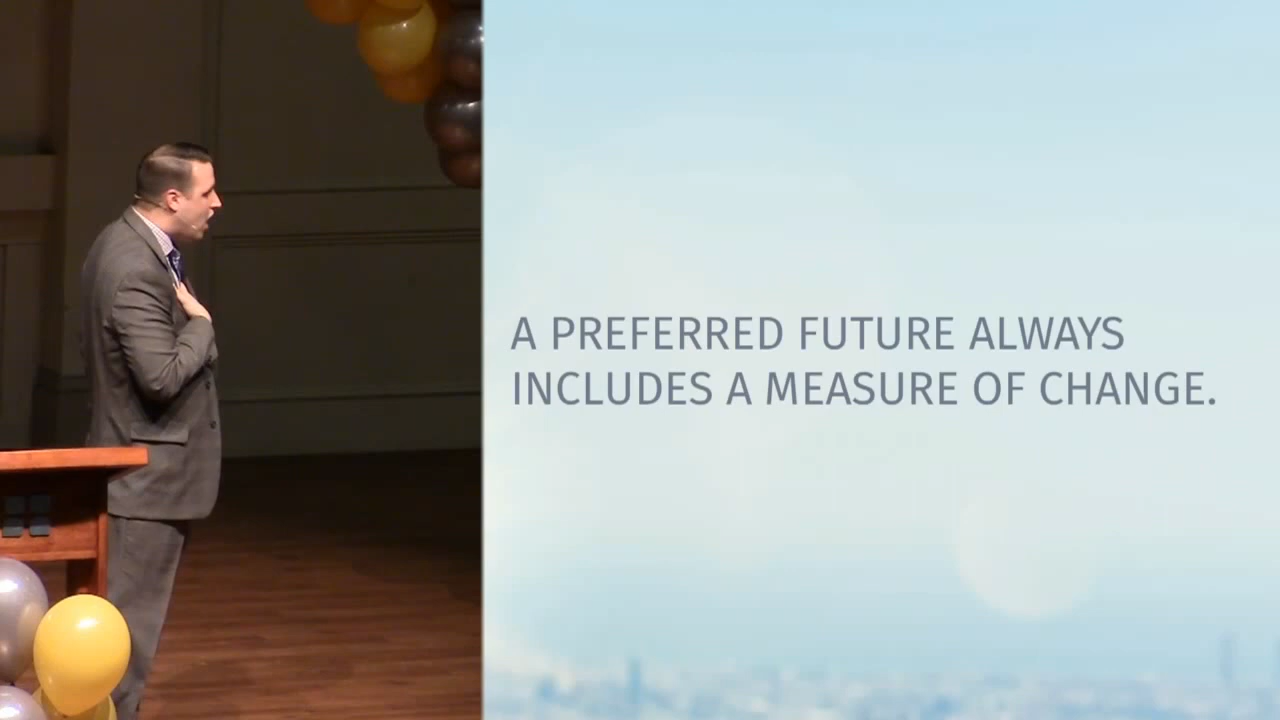 A PREFERRED FUTURE ALWAYS
INCLUDES A MEASURE OF CHANGE.